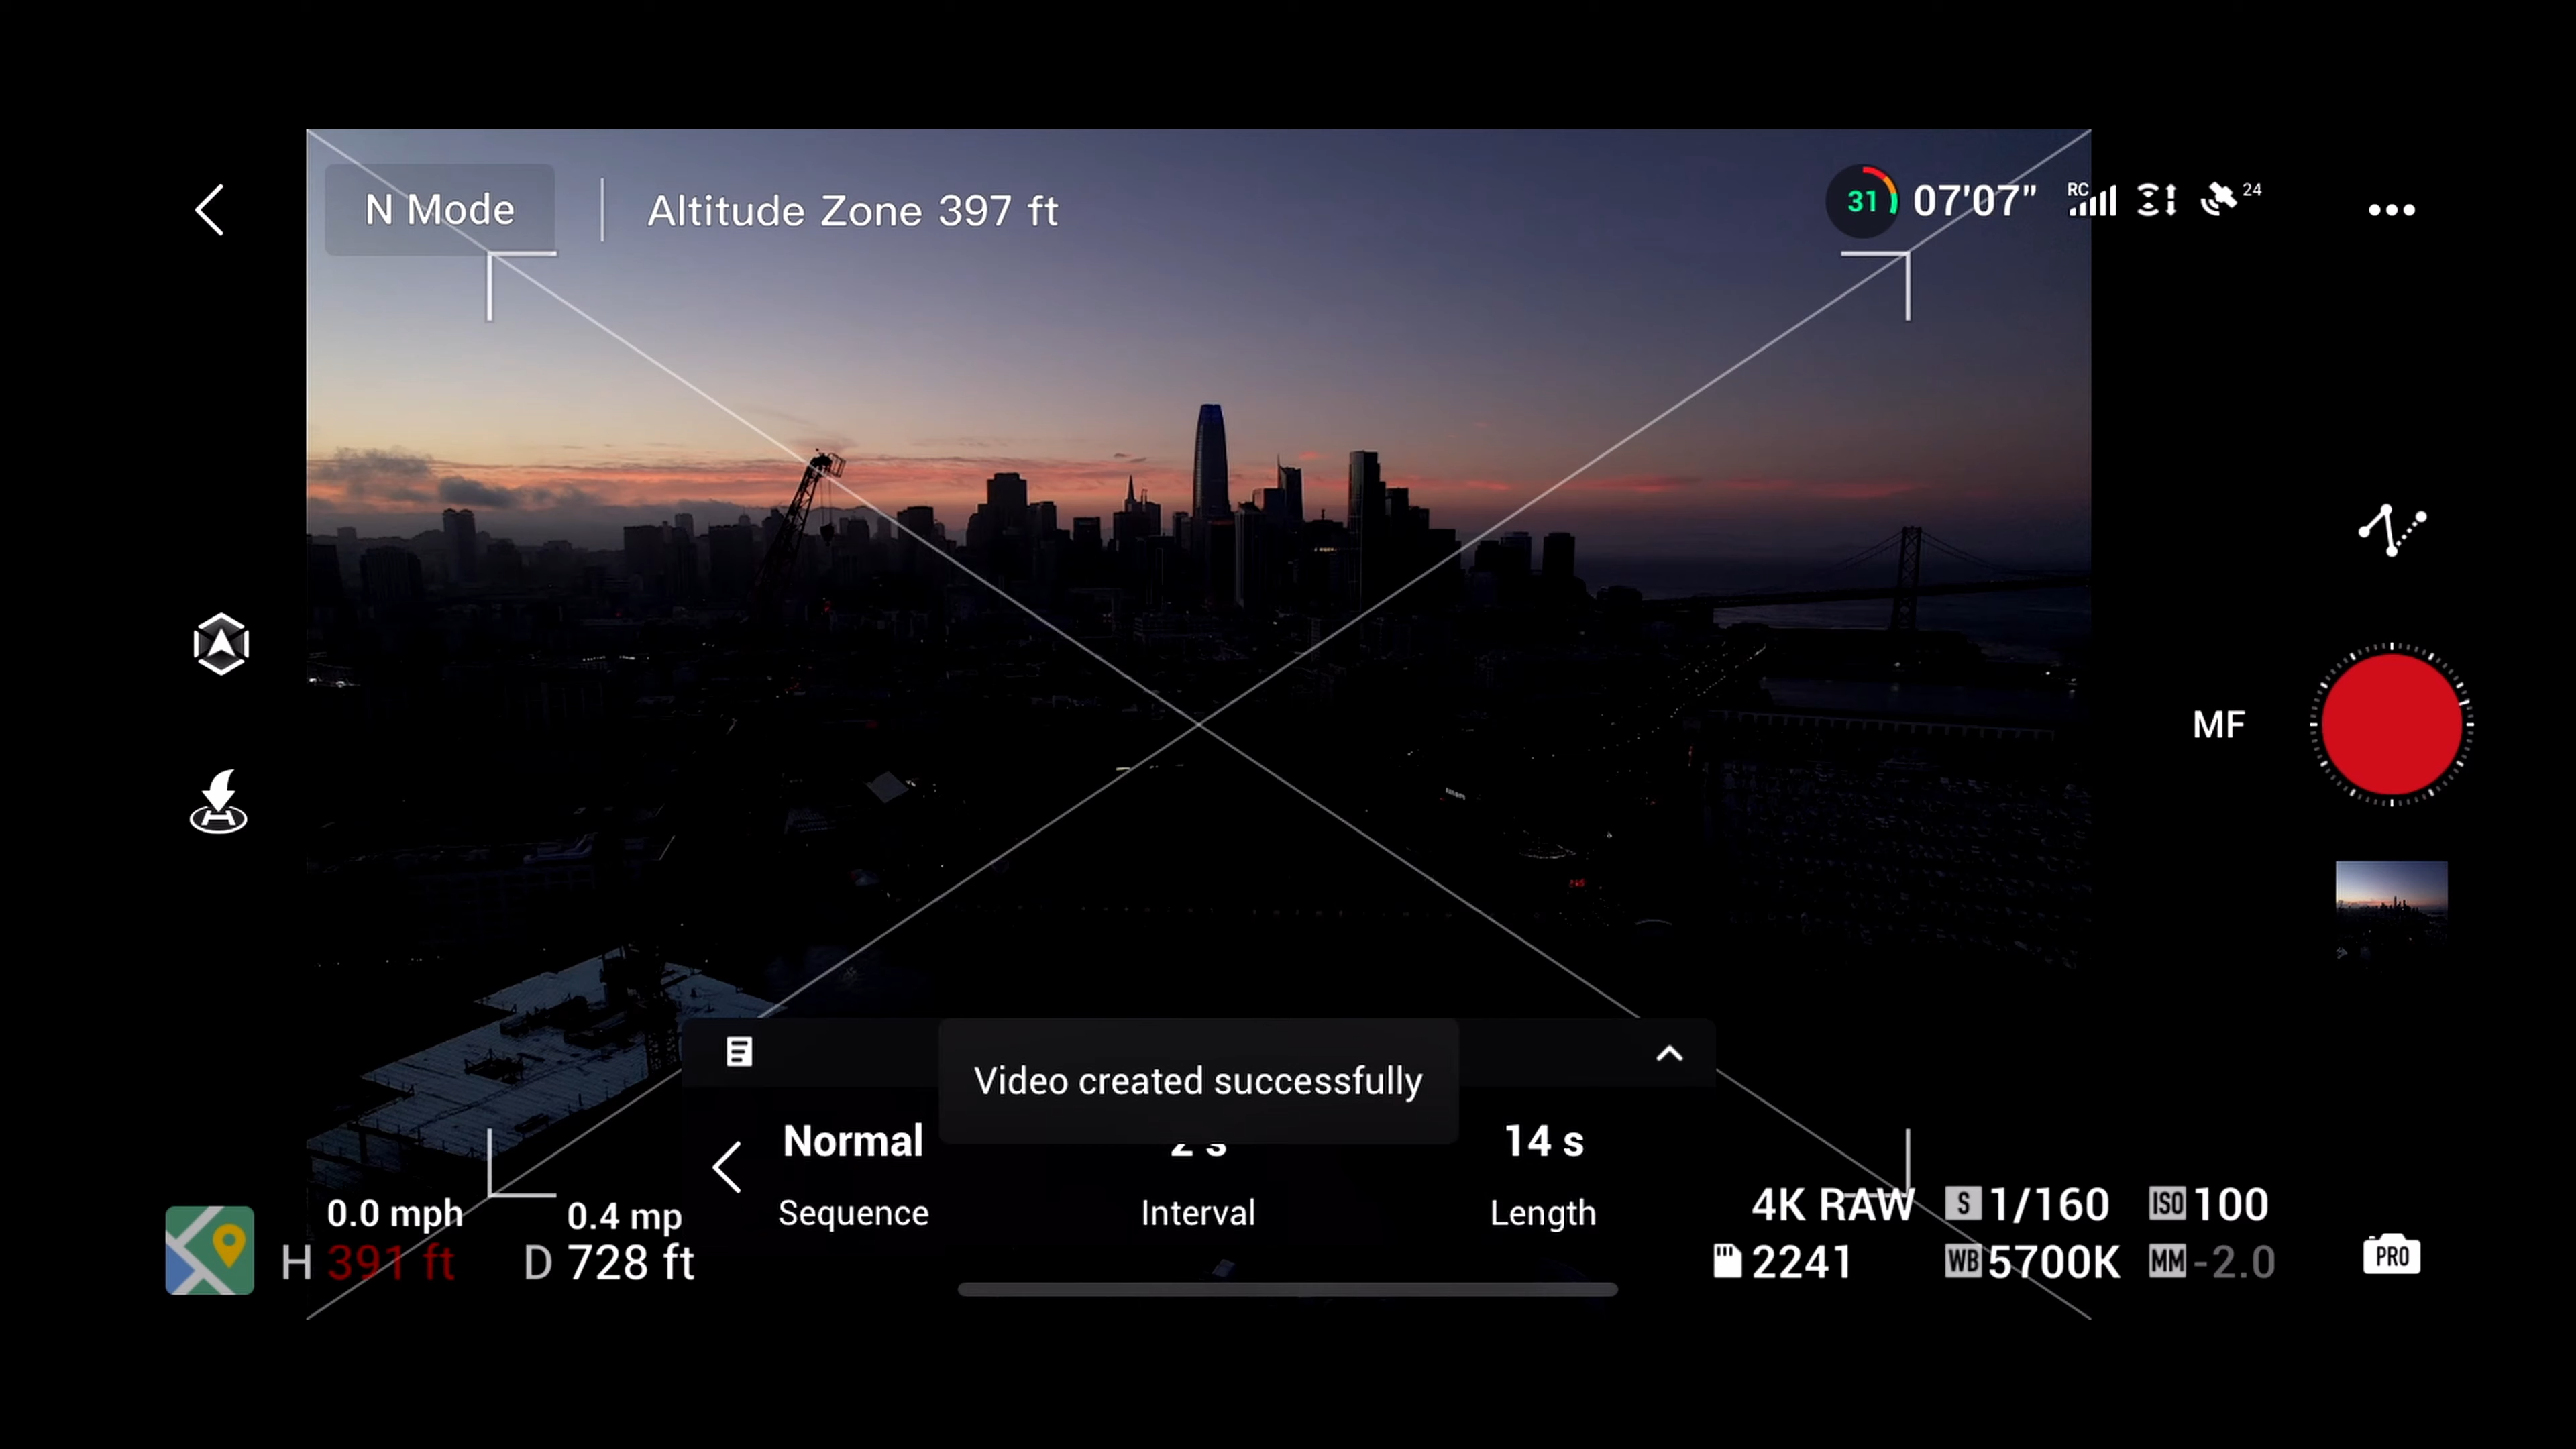 N Mode
Altitude Zone 397 ft
31
07'07"
RC
24
MF
Video created successfully
Normal
2 s
14 s
Sequence
Interval
Length
0.0 mph
0.4 mp
H 391 ft
D 728 ft
4K RAW
S 1/160
ISO 100
2241
WB 5700K
MM -2.0
PRO